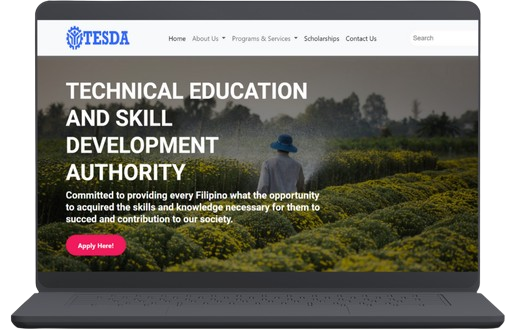 TESDA
Home About Us Programs & Services Scholarships Contact Us Search
TECHNICAL EDUCATION
AND SKILL
DEVELOPMENT
AUTHORITY
Committed to providing every Filipino what the opportunity
to acquired the skills and knowledge necessary for them to
succed and contribution to our society.
Apply Here!